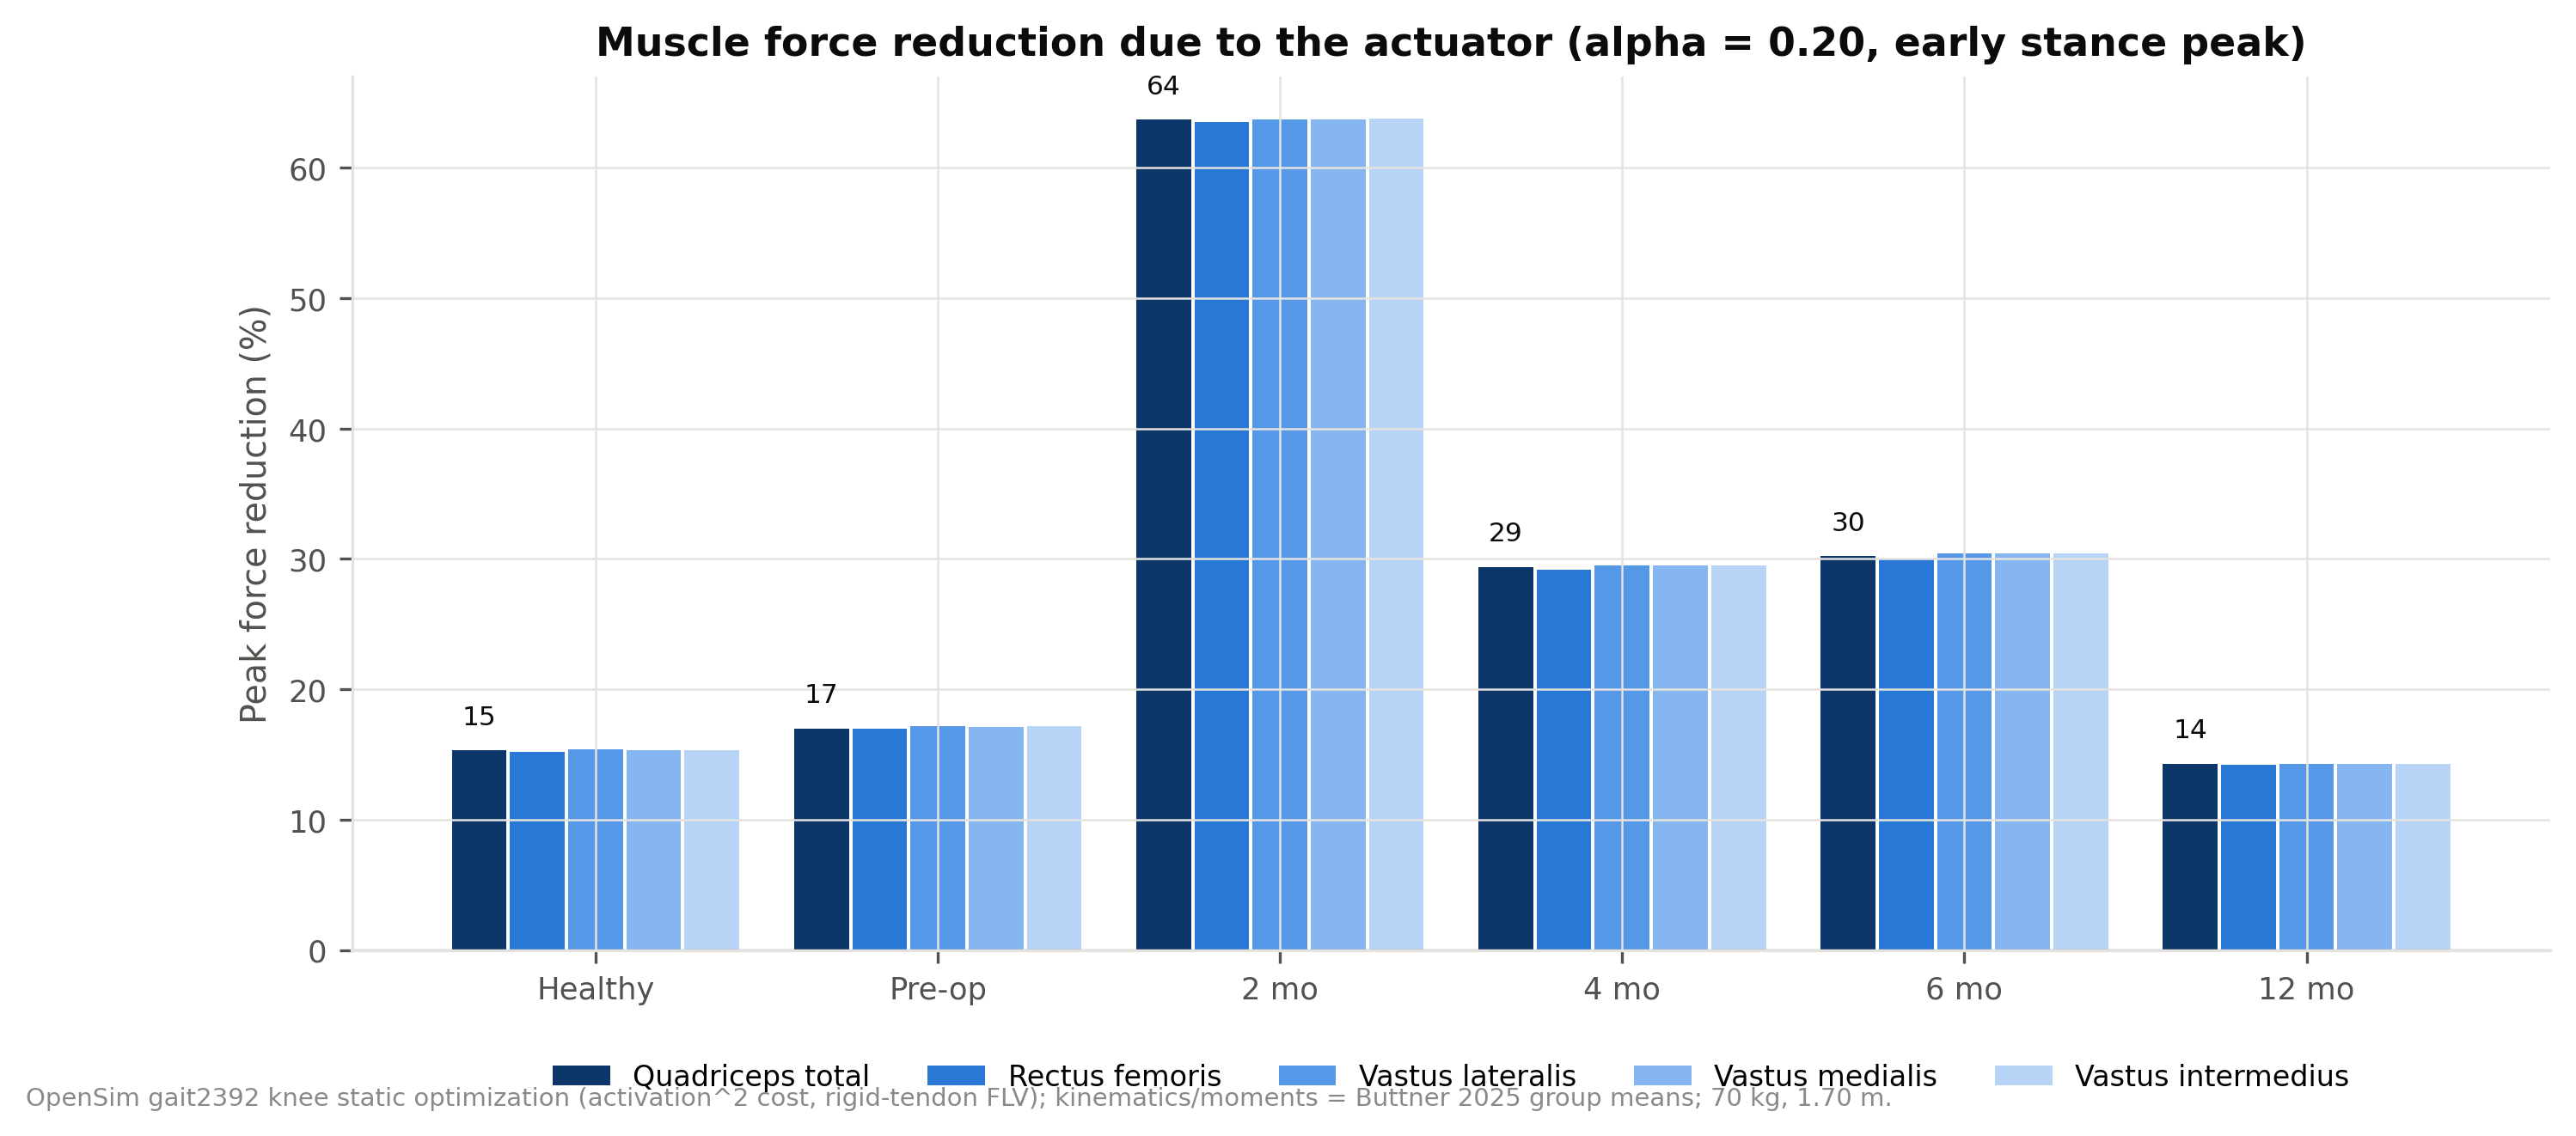 Muscle force reduction due to the actuator (alpha = 0.20, early stance peak)
Peak force reduction (%)
60
50
40
30
20
10
0
64
29
30
17
15
14
Healthy Pre-op 2 mo 4 mo 6 mo 12 mo
Quadriceps total Rectus femoris Vastus lateralis Vastus medialis Vastus intermedius
OpenSim gait2392 knee static optimization (activation^2 cost, rigid-tendon FLV); kinematics/moments = Buttner 2025 group means; 70 kg, 1.70 m.